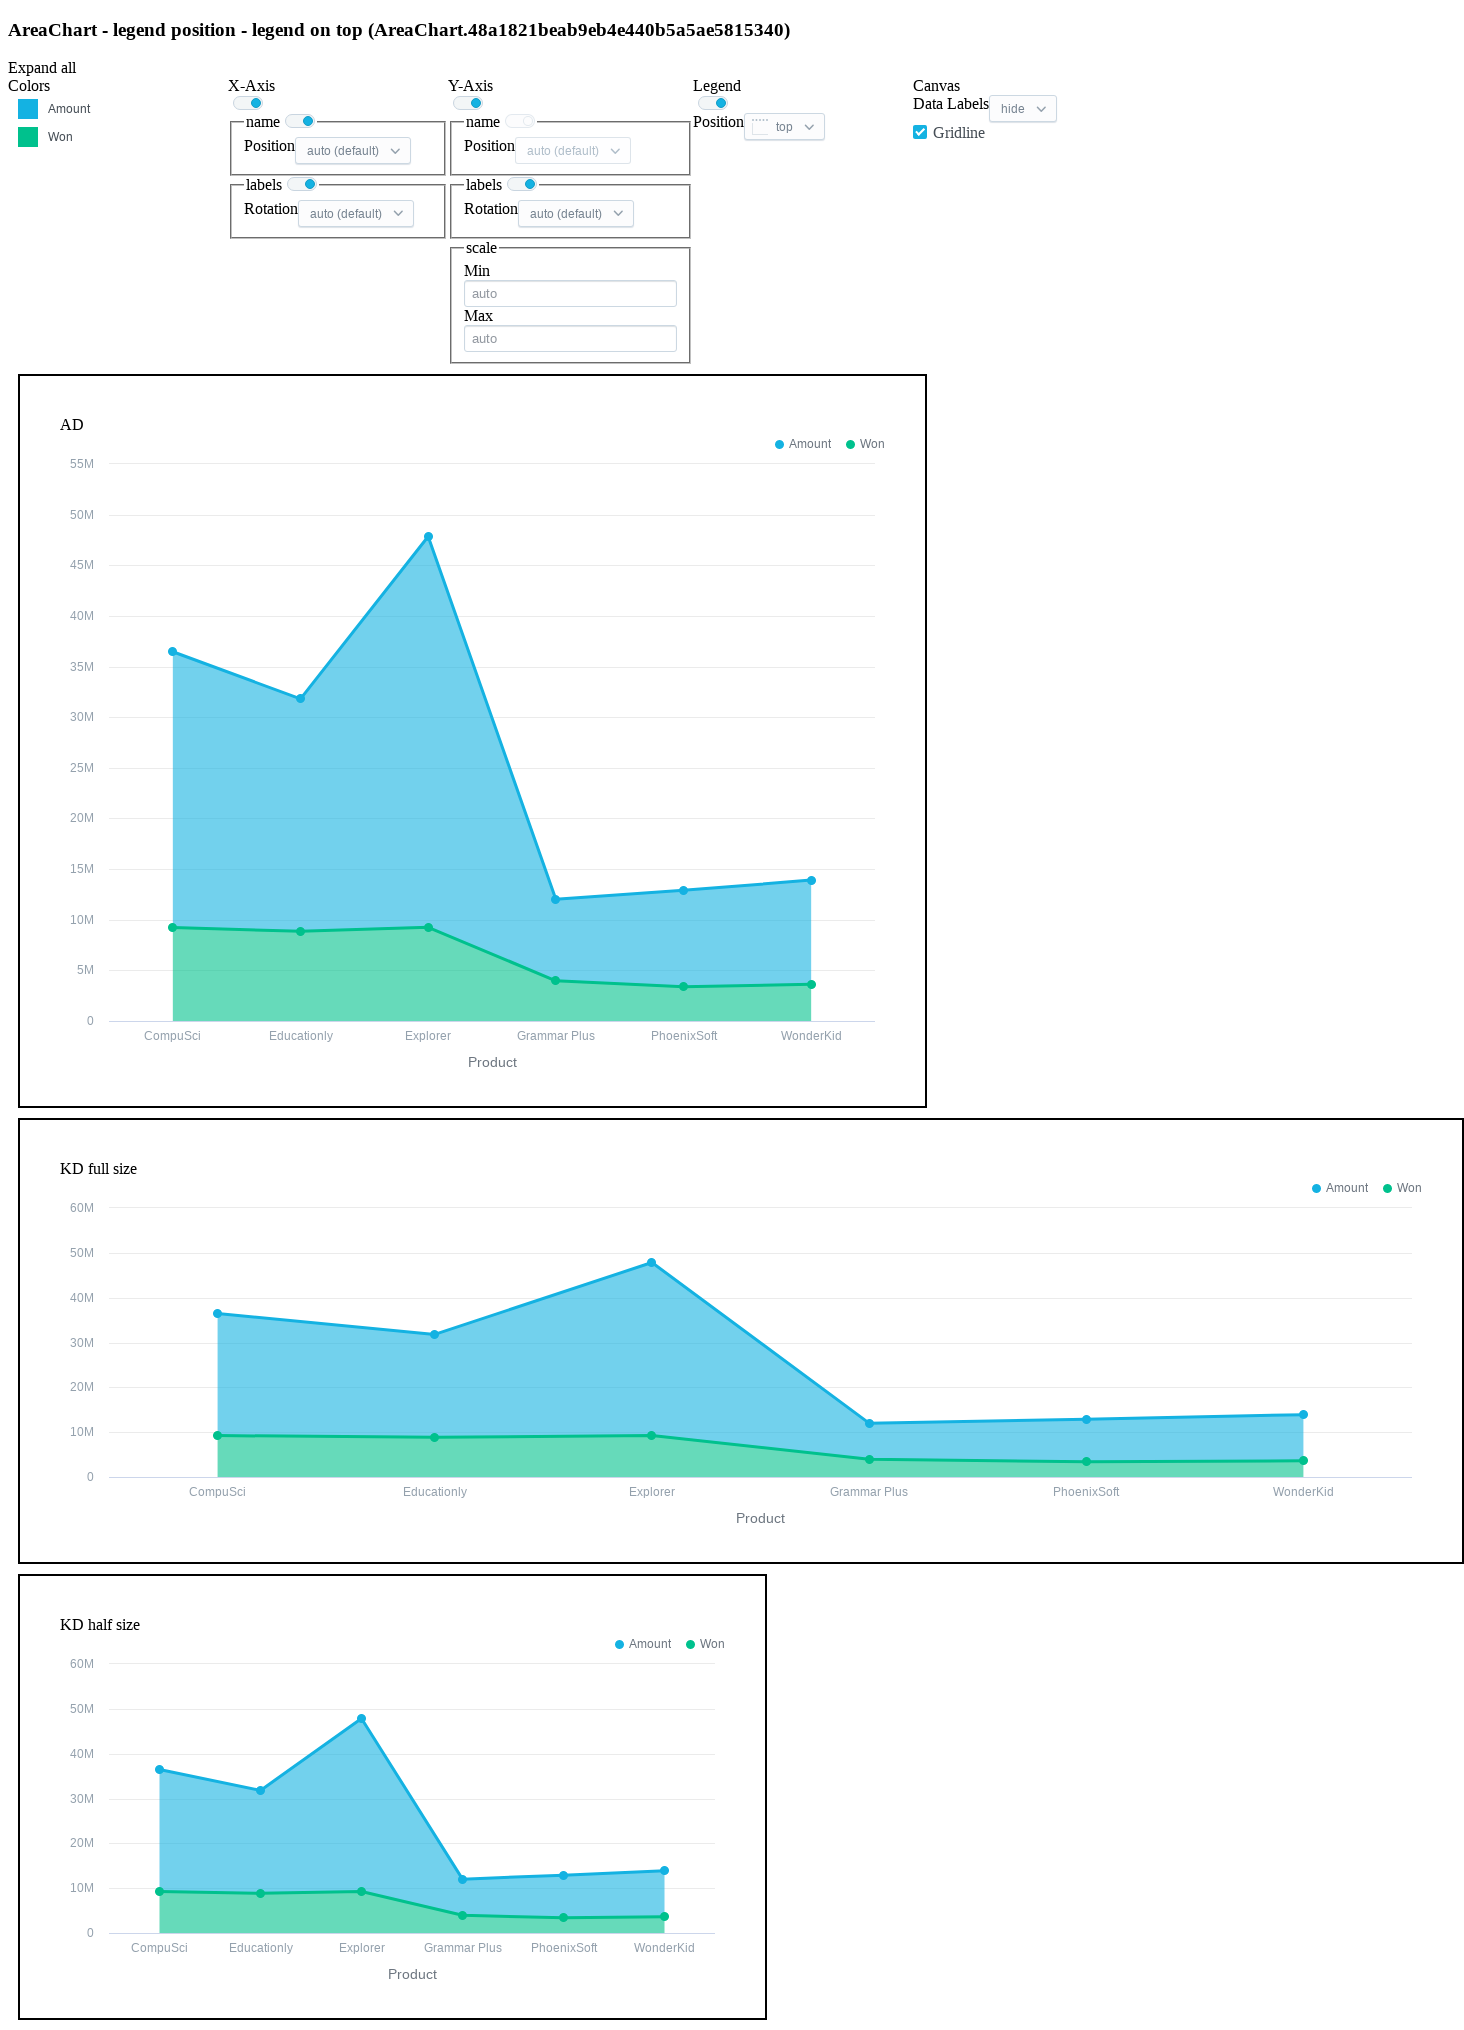 AreaChart - legend position - legend on top (AreaChart.48a1821beab9eb4e440b5a5ae5815340)
Expand all
Colors
Amount
Won
X-Axis
name
Position auto (default)
labels
Rotation auto (default)
Y-Axis
name
Position auto (default)
labels
Rotation auto (default)
scale
Min
auto
Max
auto
Legend
Position top
Canvas
Data Labels hide
Gridline
AD
Amount Won
55M
50M
45M
40M
35M
30M
25M
20M
15M
10M
5M
0
CompuSci Educationly Explorer Grammar Plus PhoenixSoft WonderKid
Product
KD full size
Amount Won
60M
50M
40M
30M
20M
10M
0
CompuSci Educationly Explorer Grammar Plus PhoenixSoft WonderKid
Product
KD half size
Amount Won
60M
50M
40M
30M
20M
10M
0
CompuSci Educationly Explorer Grammar Plus PhoenixSoft WonderKid
Product